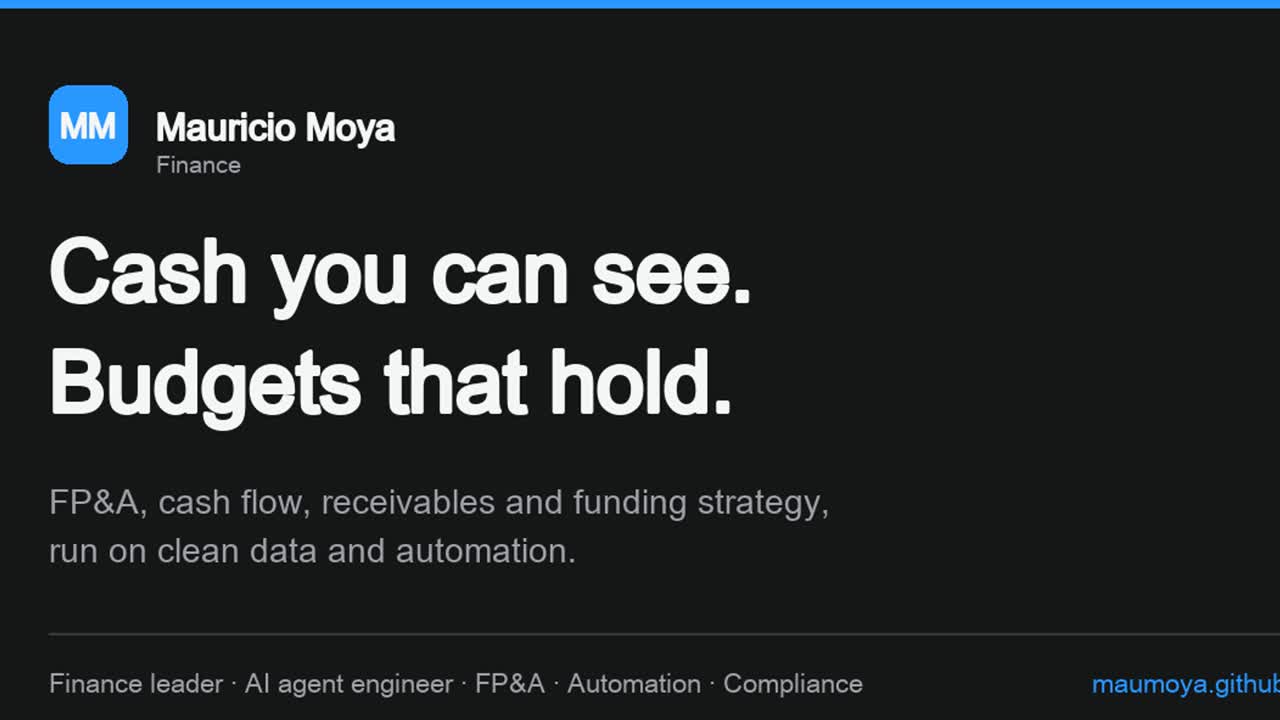 MM
Mauricio Moya
Finance
Cash you can see.
Budgets that hold.
FP&A, cash flow, receivables and funding strategy,
run on clean data and automation.
Finance leader · AI agent engineer · FP&A · Automation · Compliance
maumoya.github